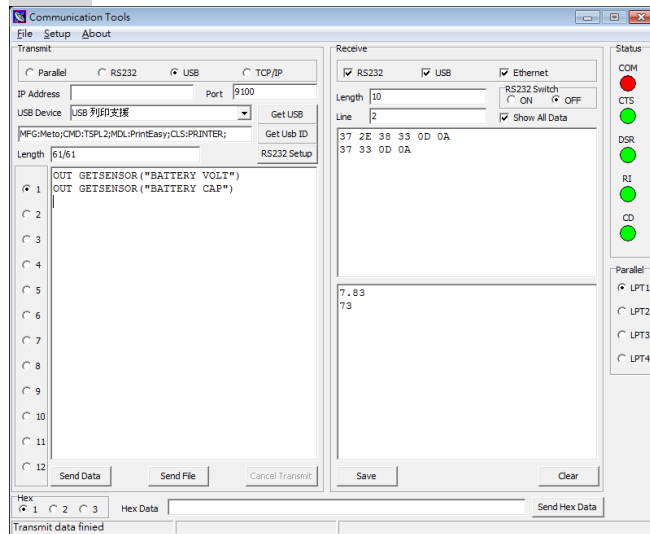 Communication Tools
File Setup About
Transmit
Parallel RS232 USB TCP/IP
IP Address Port 9100
USB Device USB 列印支援 Get USB
MFG:Meto;CMD:TSPL2;MDL:PrintEasy;CLS:PRINTER; Get Usb ID
Length 61/61 RS232 Setup
OUT GETSENSOR("BATTERY VOLT")
OUT GETSENSOR("BATTERY CAP")
1
2
3
4
5
6
7
8
9
10
11
12
Send Data Send File Cancel Transmit
Receive
RS232 USB Ethernet
Length 10 RS232 Switch
ON OFF
Line 2 Show All Data
37 2E 38 33 0D 0A
37 33 0D 0A
7.83
73
Save Clear
Status
COM
CTS
DSR
RI
CD
Parallel
LPT1
LPT2
LPT3
LPT4
Hex
1 2 3 Hex Data Send Hex Data
Transmit data finied